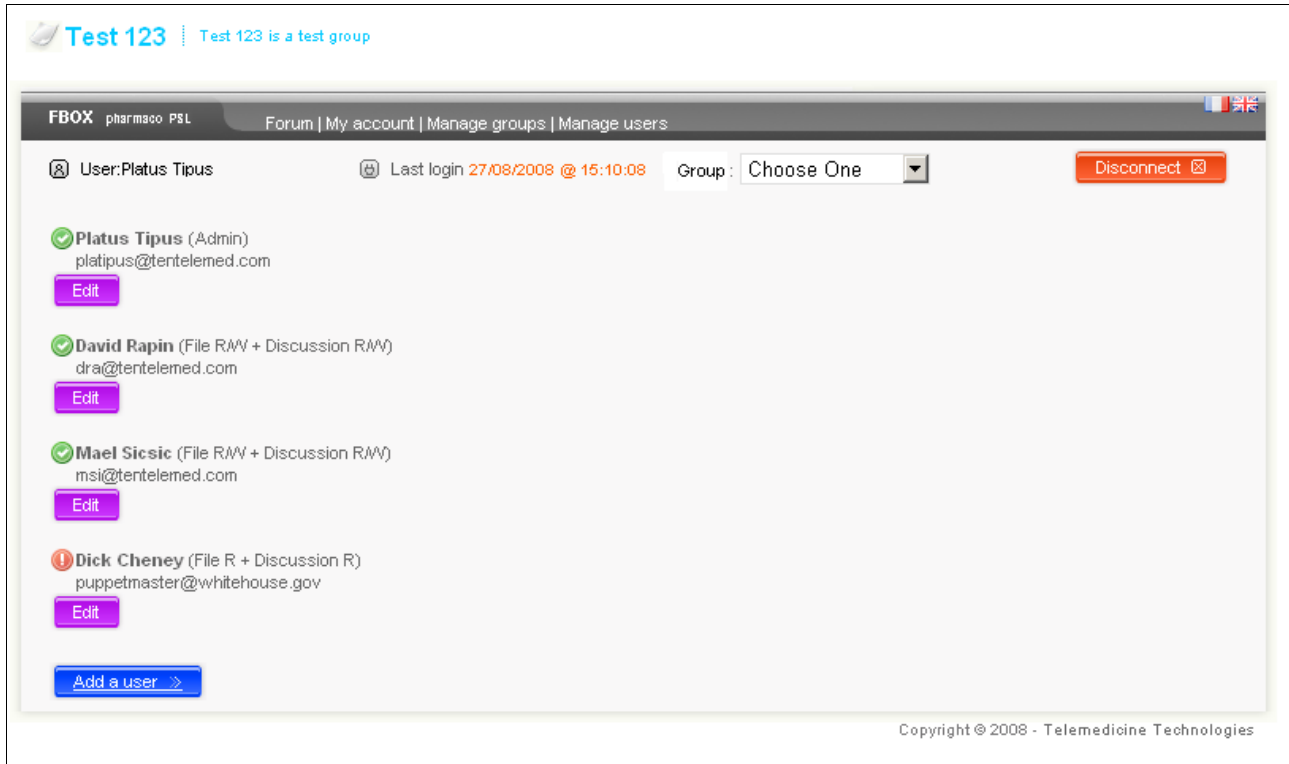 Test 123 Test 123 is a test group
FBOX pharmaco PSL Forum | My account | Manage groups | Manage users
User:Platus Tipus Last login 27/08/2008 @ 15:10:08 Group : Choose One Disconnect
Platus Tipus (Admin)
platipus@tentelemed.com
Edit
David Rapin (File R/W + Discussion R/W)
dra@tentelemed.com
Edit
Mael Sicsic (File R/W + Discussion R/W)
msi@tentelemed.com
Edit
Dick Cheney (File R + Discussion R)
puppetmaster@whitehouse.gov
Edit
Add a user »
Copyright © 2008 - Telemedicine Technologies